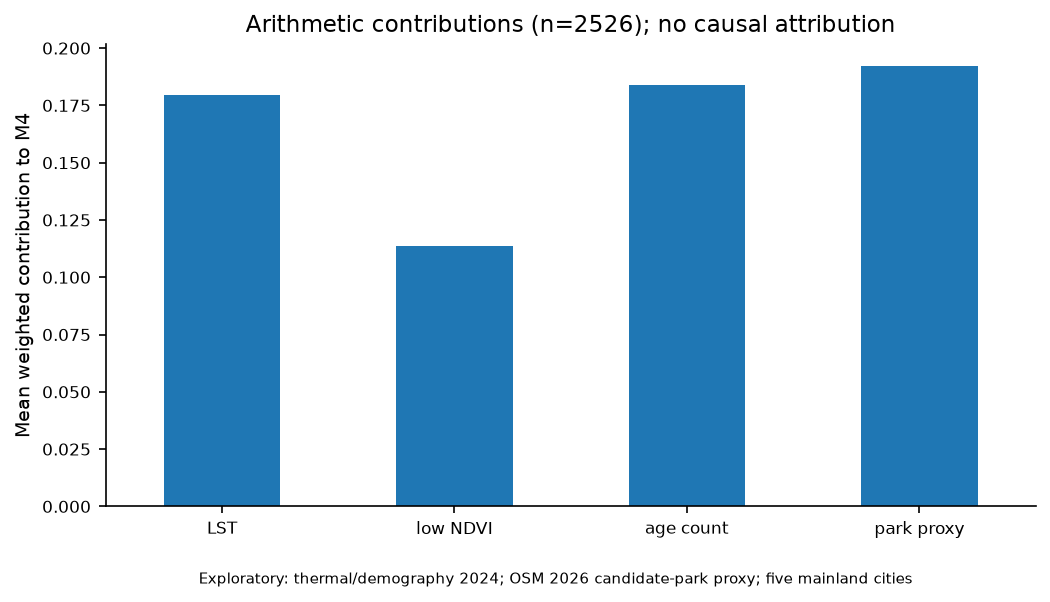 Arithmetic contributions (n=2526); no causal attribution
Mean weighted contribution to M4
0.200
0.175
0.150
0.125
0.100
0.075
0.050
0.025
0.000
LST
low NDVI
age count
park proxy
Exploratory: thermal/demography 2024; OSM 2026 candidate-park proxy; five mainland cities